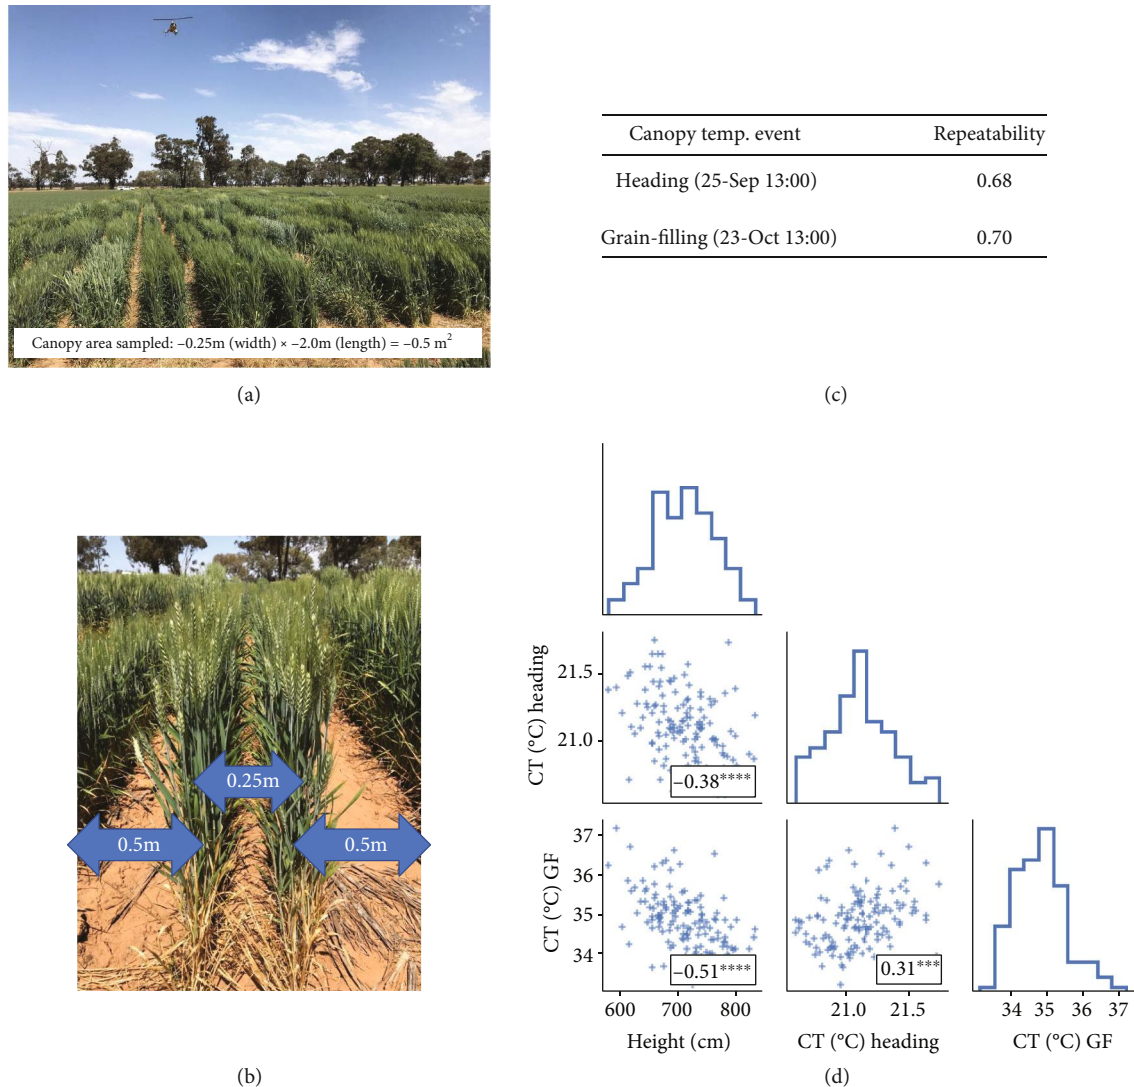 Canopy area sampled: –0.25m (width) × –2.0m (length) = –0.5 m²
(a)
Canopy temp. event Repeatability
Heading (25-Sep 13:00) 0.68
Grain-filling (23-Oct 13:00) 0.70
(c)
0.25m
0.5m 0.5m
(b)
CT (°C) heading
21.5
21.0
–0.38****
CT (°C) GF
37
36
35
34
–0.51****
0.31***
600 700 800
21.0 21.5
34 35 36 37
Height (cm) CT (°C) heading CT (°C) GF
(d)